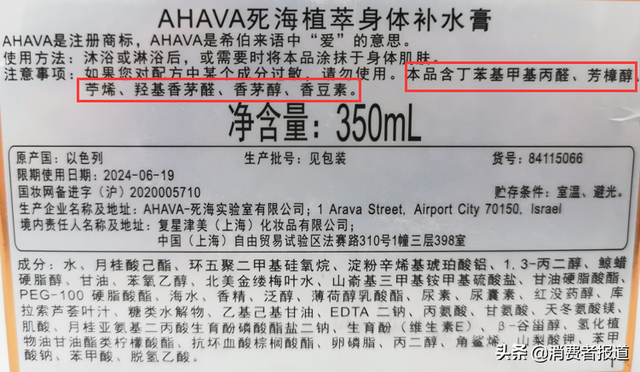 AHAVA死海植萃身体补水膏
AHAVA是注册商标，AHAVA是希伯来语中“爱”的意思。
使用方法：沐浴或淋浴后，或需要时将本品涂抹于身体肌肤。
注意事项：如果您对配方中某个成分过敏，请勿使用。本品含丁苯基甲基丙醛、芳樟醇、
苧烯、羟基香茅醛、香茅醇、香豆素。
净含量：350mL
原产国：以色列 生产批号：见包装 货号：84115066
限期使用日期：2024-06-19
国妆网备进字（沪）2020005710 贮存条件：室温、避光。
生产企业名称及地址：AHAVA-死海实验室有限公司；1 Arava Street, Airport City 70150, Israel
境内责任人名称及地址：复星津美（上海）化妆品有限公司；
中国（上海）自由贸易试验区法赛路310号1幢三层398室
成分：水、月桂酸己酯、环五聚二甲基硅氧烷、淀粉辛烯基琥珀酸铝、1,3-丙二醇、鲸蜡
硬脂醇、甘油、苯氧乙醇、北美金缕梅叶水、山嵛基三甲基铵甲基硫酸盐、甘油硬脂酸酯、
PEG-100 硬脂酸酯、海水、香精、泛醇、薄荷醇乳酸酯、尿素、尿囊素、红没药醇、库
拉索芦荟叶汁、糖类水解物、乙基己基甘油、EDTA 二钠、丙氨酸、甘氨酸、天冬氨酸镁、
肌酸、月桂亚氨基二丙酸生育酚磷酸酯盐二钠、生育酚（维生素E）、β-谷甾醇、氢化植
物油甘油酯类柠檬酸酯、抗坏血酸棕榈酸酯、卵磷脂、丙二醇、角鲨烯、山梨酸钾、苯甲
酸钠、苯甲酸、脱氢乙酸。
头条 @消费者报道